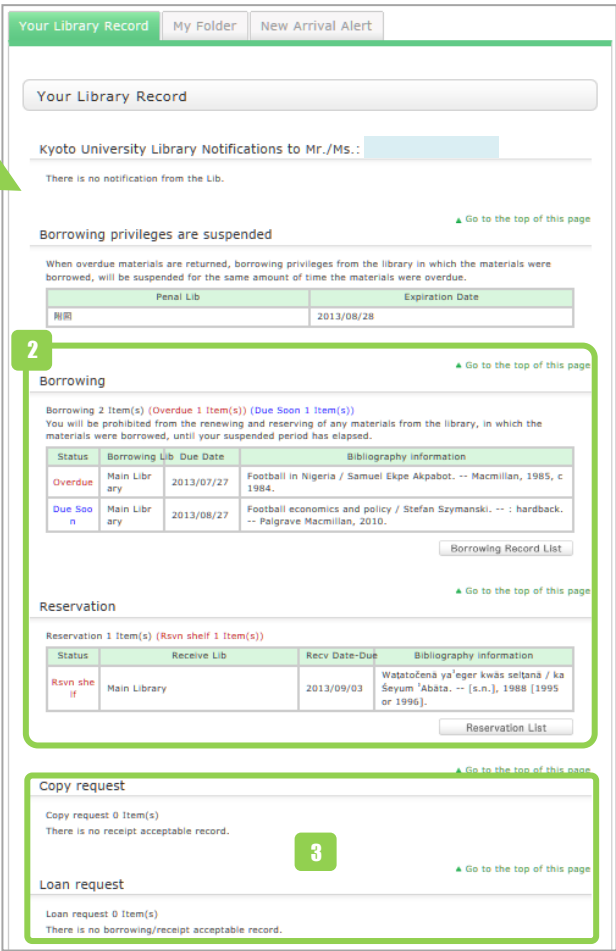 Your Library Record My Folder New Arrival Alert
Your Library Record
Kyoto University Library Notifications to Mr./Ms.:
There is no notification from the Lib.
▲ Go to the top of this page
Borrowing privileges are suspended
When overdue materials are returned, borrowing privileges from the library in which the materials were
borrowed, will be suspended for the same amount of time the materials were overdue.
Penal Lib Expiration Date
附図 2013/08/28
2
▲ Go to the top of this page
Borrowing
Borrowing 2 Item(s) (Overdue 1 Item(s)) (Due Soon 1 Item(s))
You will be prohibited from the renewing and reserving of any materials from the library, in which the
materials were borrowed, until your suspended period has elapsed.
Status Borrowing Lib Due Date Bibliography information
Overdue Main Libr
ary 2013/07/27 Football in Nigeria / Samuel Ekpe Akpabot. -- Macmillan, 1985, c
1984.
Due Soo
n Main Libr
ary 2013/08/27 Football economics and policy / Stefan Szymanski. -- : hardback.
-- Palgrave Macmillan, 2010.
Borrowing Record List
▲ Go to the top of this page
Reservation
Reservation 1 Item(s) (Rsvn shelf 1 Item(s))
Status Receive Lib Recv Date-Due Bibliography information
Rsvn she
lf Main Library 2013/09/03 Waṭatočenā yaʾeger kwās selṭanā / ka
Śeyum ʾAbāta. -- [s.n.], 1988 [1995
or 1996].
Reservation List
▲ Go to the top of this page
Copy request
Copy request 0 Item(s)
There is no receipt acceptable record.
3
▲ Go to the top of this page
Loan request
Loan request 0 Item(s)
There is no borrowing/receipt acceptable record.